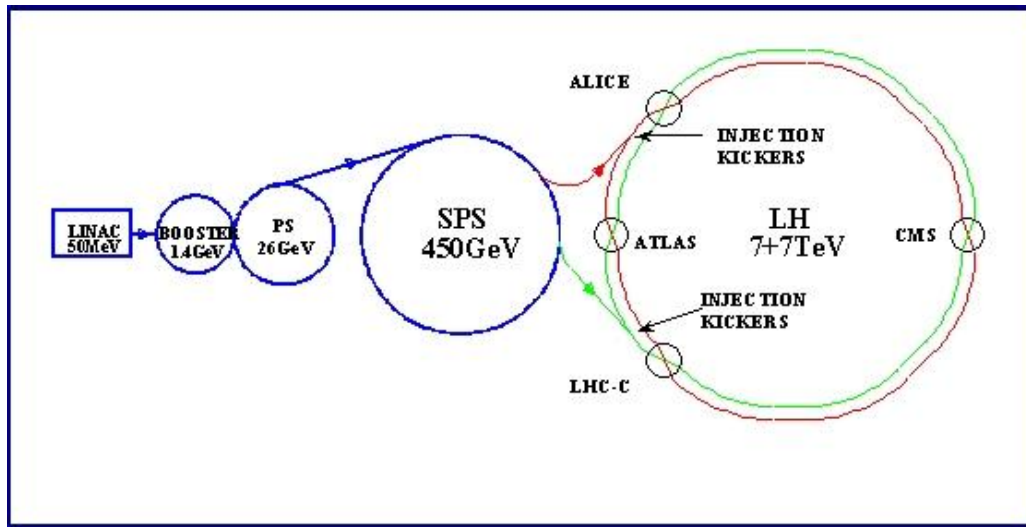 LINAC
50MeV
BOOSTER
1.4GeV
PS
26GeV
SPS
450GeV
ALICE
INJECTION
KICKERS
ATLAS
LH
7+7TeV
CMS
INJECTION
KICKERS
LHC-C